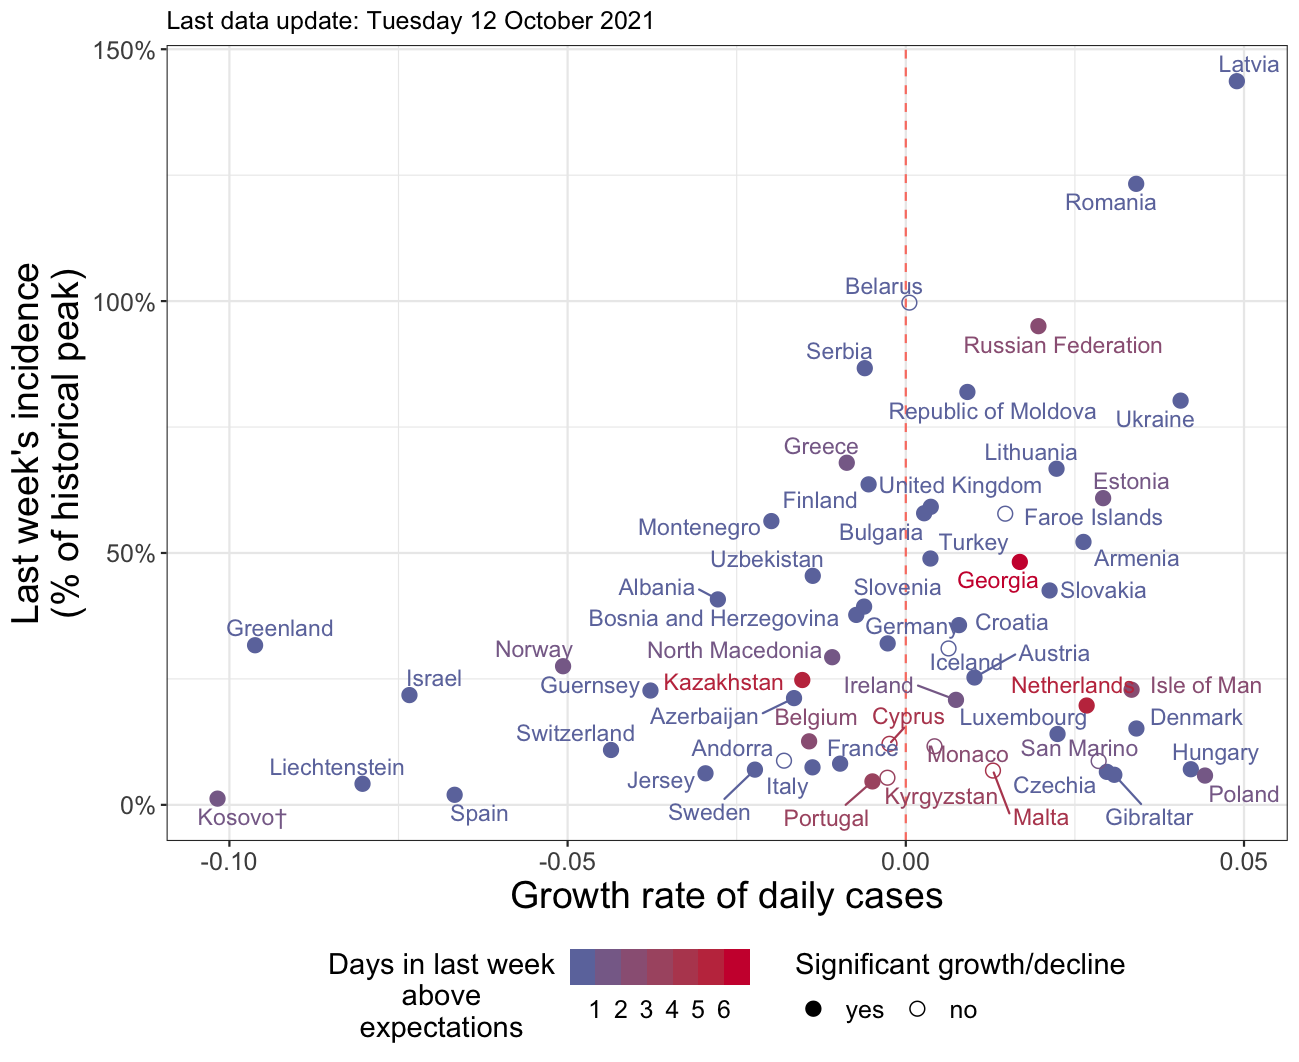 Last data update: Tuesday 12 October 2021
150%
100%
50%
0%
Last week's incidence
(% of historical peak)
Latvia
Romania
Belarus
Russian Federation
Serbia
Republic of Moldova
Ukraine
Greece
Lithuania
Estonia
United Kingdom
Finland
Faroe Islands
Montenegro
Bulgaria
Turkey
Armenia
Uzbekistan
Georgia
Albania
Slovenia
Slovakia
Bosnia and Herzegovina
Germany
Croatia
Greenland
Norway
North Macedonia
Iceland
Austria
Israel
Guernsey
Kazakhstan
Ireland
Netherlands
Isle of Man
Azerbaijan
Belgium
Cyprus
Luxembourg
Denmark
Switzerland
Andorra
France
Monaco
San Marino
Hungary
Liechtenstein
Jersey
Italy
Czechia
Kyrgyzstan
Poland
Kosovo†
Spain
Sweden
Portugal
Malta
Gibraltar
-0.10
-0.05
0.00
0.05
Growth rate of daily cases
Days in last week
above
expectations
1 2 3 4 5 6
Significant growth/decline
yes
no